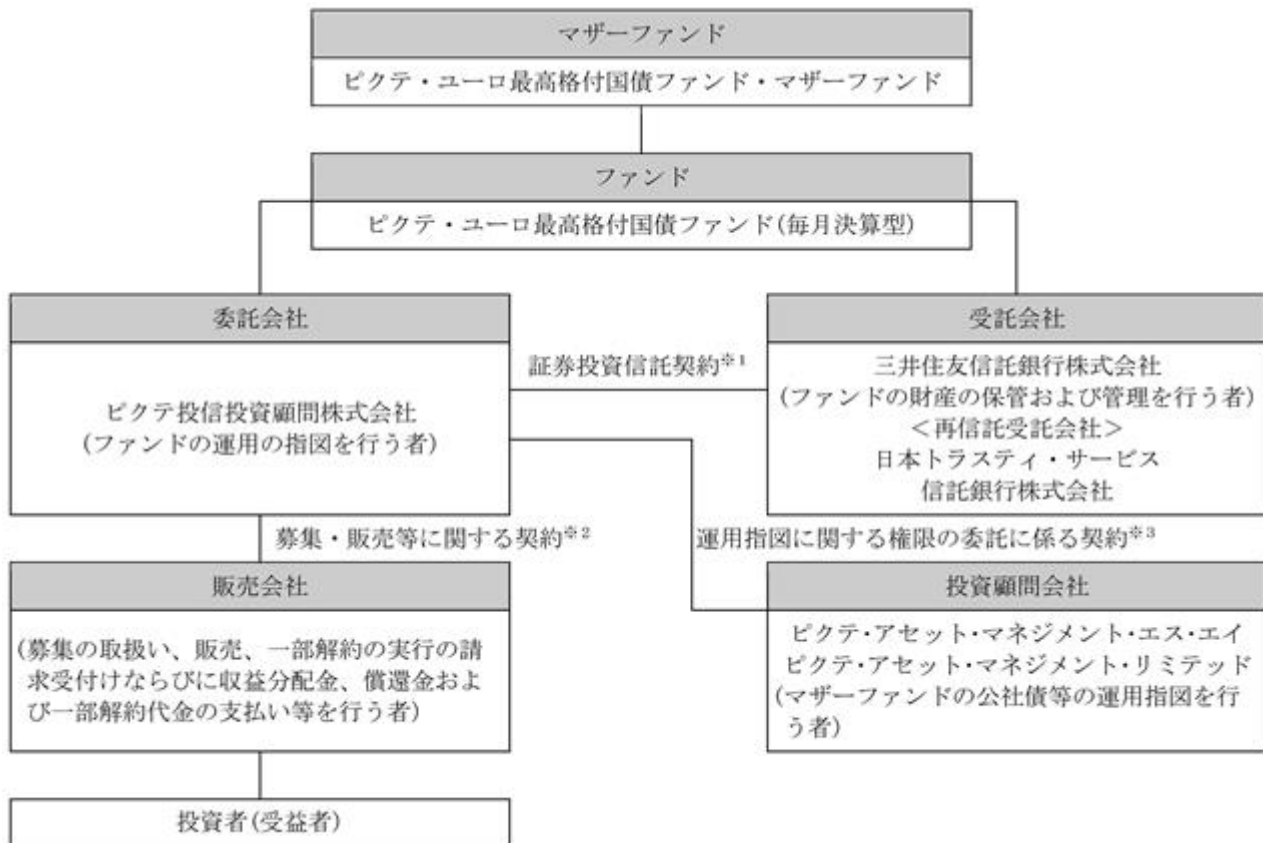 マザーファンド
ピクテ・ユーロ最高格付国債ファンド・マザーファンド
ファンド
ピクテ・ユーロ最高格付国債ファンド(毎月決算型)
委託会社
ピクテ投信投資顧問株式会社
(ファンドの運用の指図を行う者)
証券投資信託契約※1
受託会社
三井住友信託銀行株式会社
(ファンドの財産の保管および管理を行う者)
＜再信託受託会社＞
日本トラスティ・サービス
信託銀行株式会社
募集・販売等に関する契約※2
運用指図に関する権限の委託に係る契約※3
販売会社
(募集の取扱い、販売、一部解約の実行の請
求受付けならびに収益分配金、償還金およ
び一部解約代金の支払い等を行う者)
投資顧問会社
ピクテ・アセット・マネジメント・エス・エイ
ピクテ・アセット・マネジメント・リミテッド
(マザーファンドの公社債等の運用指図を行
う者)
投資者(受益者)